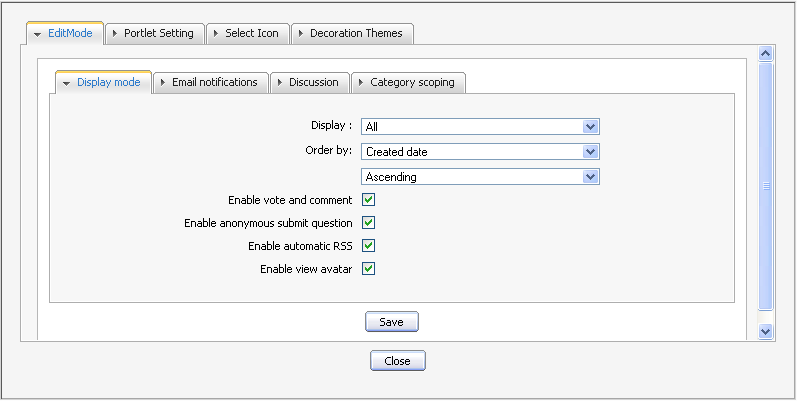 EditMode Portlet Setting Select Icon Decoration Themes
Display mode Email notifications Discussion Category scoping
Display : All
Order by: Created date
Ascending
Enable vote and comment
Enable anonymous submit question
Enable automatic RSS
Enable view avatar
Save
Close